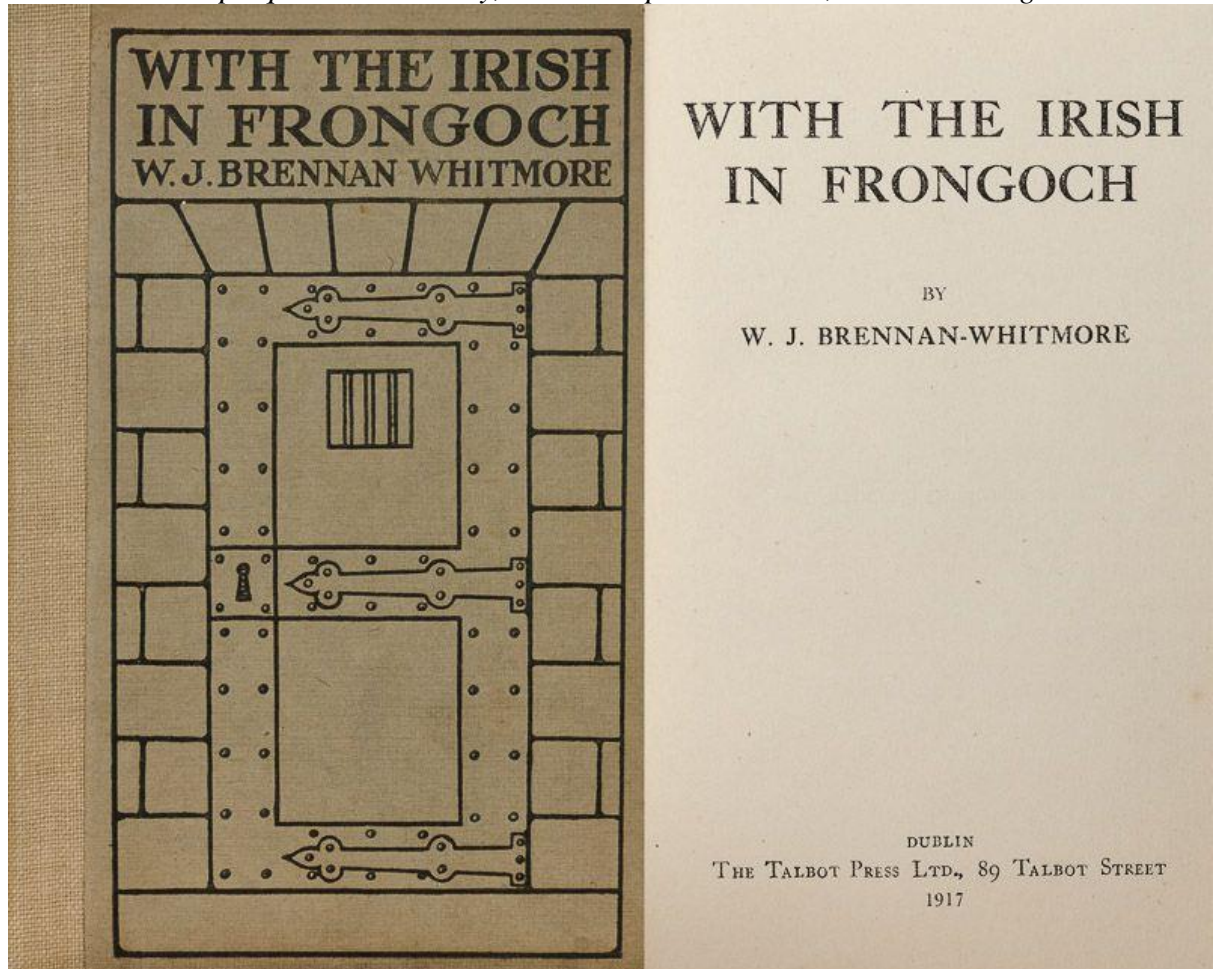 WITH THE IRISH
IN FRONGOCH
W. J. BRENNAN WHITMORE
WITH THE IRISH
IN FRONGOCH
BY
W. J. BRENNAN-WHITMORE
DUBLIN
THE TALBOT PRESS LTD., 89 TALBOT STREET
1917